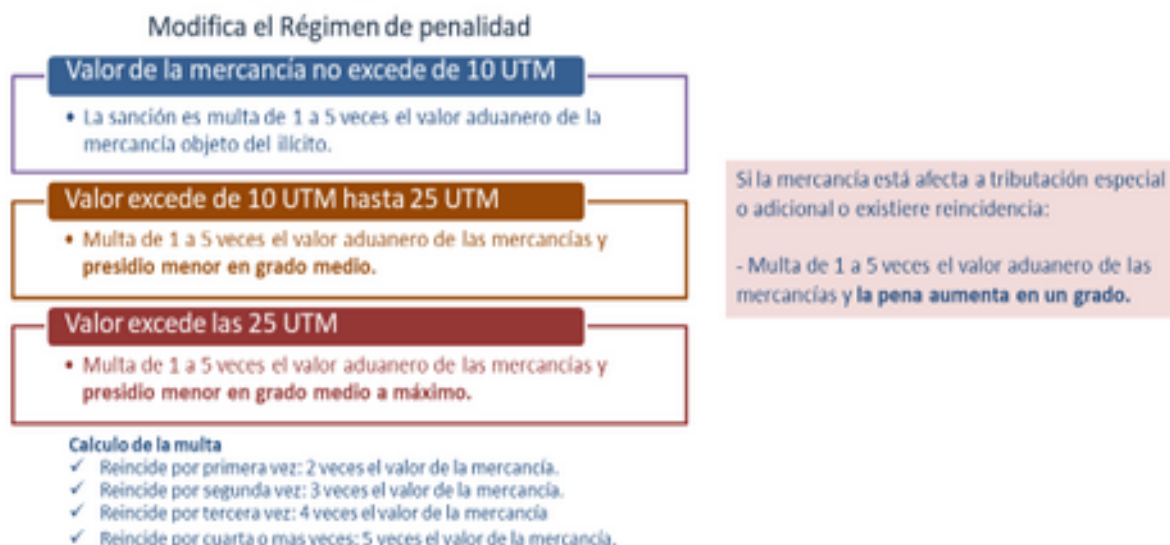 Modifica el Régimen de penalidad
Valor de la mercancía no excede de 10 UTM
• La sanción es multa de 1 a 5 veces el valor aduanero de la
mercancía objeto del ilícito.
Valor excede de 10 UTM hasta 25 UTM
• Multa de 1 a 5 veces el valor aduanero de las mercancías y
presidio menor en grado medio.
Valor excede las 25 UTM
• Multa de 1 a 5 veces el valor aduanero de las mercancías y
presidio menor en grado medio a máximo.
Calculo de la multa
✓ Reincide por primera vez: 2 veces el valor de la mercancía.
✓ Reincide por segunda vez: 3 veces el valor de la mercancía.
✓ Reincide por tercera vez: 4 veces el valor de la mercancía
✓ Reincide por cuarta o mas veces: 5 veces el valor de la mercancía.
Si la mercancía está afecta a tributación especial
o adicional o existiere reincidencia:
- Multa de 1 a 5 veces el valor aduanero de las
mercancías y la pena aumenta en un grado.